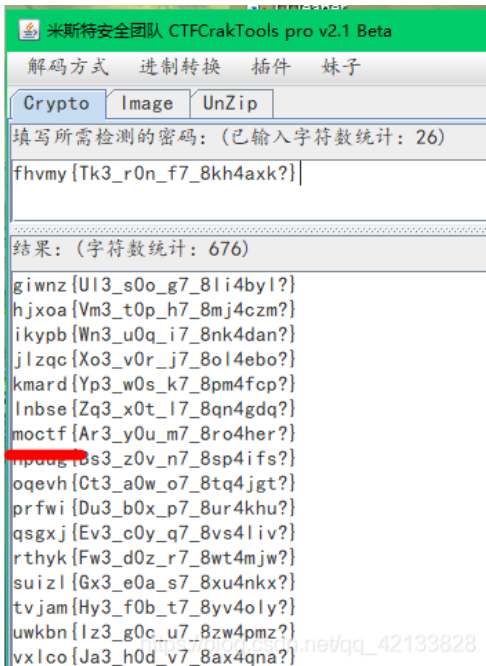 米斯特安全团队 CTFCrakTools pro v2.1 Beta
解码方式 进制转换 插件 妹子
Crypto Image UnZip
填写所需检测的密码：(已输入字符数统计：26)
fhvmy{Tk3_r0n_f7_8kh4axk?}
结果：(字符数统计：676)
giwnz{Ul3_s0o_g7_8li4byl?}
hjxoa{Vm3_t0p_h7_8mj4czm?}
ikypb{Wn3_u0q_i7_8nk4dan?}
jlzqc{Xo3_v0r_j7_8ol4ebo?}
kmard{Yp3_w0s_k7_8pm4fcp?}
lnbse{Zq3_x0t_l7_8qn4gdq?}
moctf{Ar3_y0u_m7_8ro4her?}
npdug{Bs3_z0v_n7_8sp4ifs?}
oqevh{Ct3_a0w_o7_8tq4jgt?}
prfwi{Du3_b0x_p7_8ur4khu?}
qsgxj{Ev3_c0y_q7_8vs4liv?}
rthyk{Fw3_d0z_r7_8wt4mjw?}
suizl{Gx3_e0a_s7_8xu4nkx?}
tvjam{Hy3_f0b_t7_8yv4oly?}
uwkbn{Iz3_g0c_u7_8zw4pmz?}
vxlco{Ja3_h0d_v7_8ax4qna?}
https://blog.csdn.net/qq_42133828